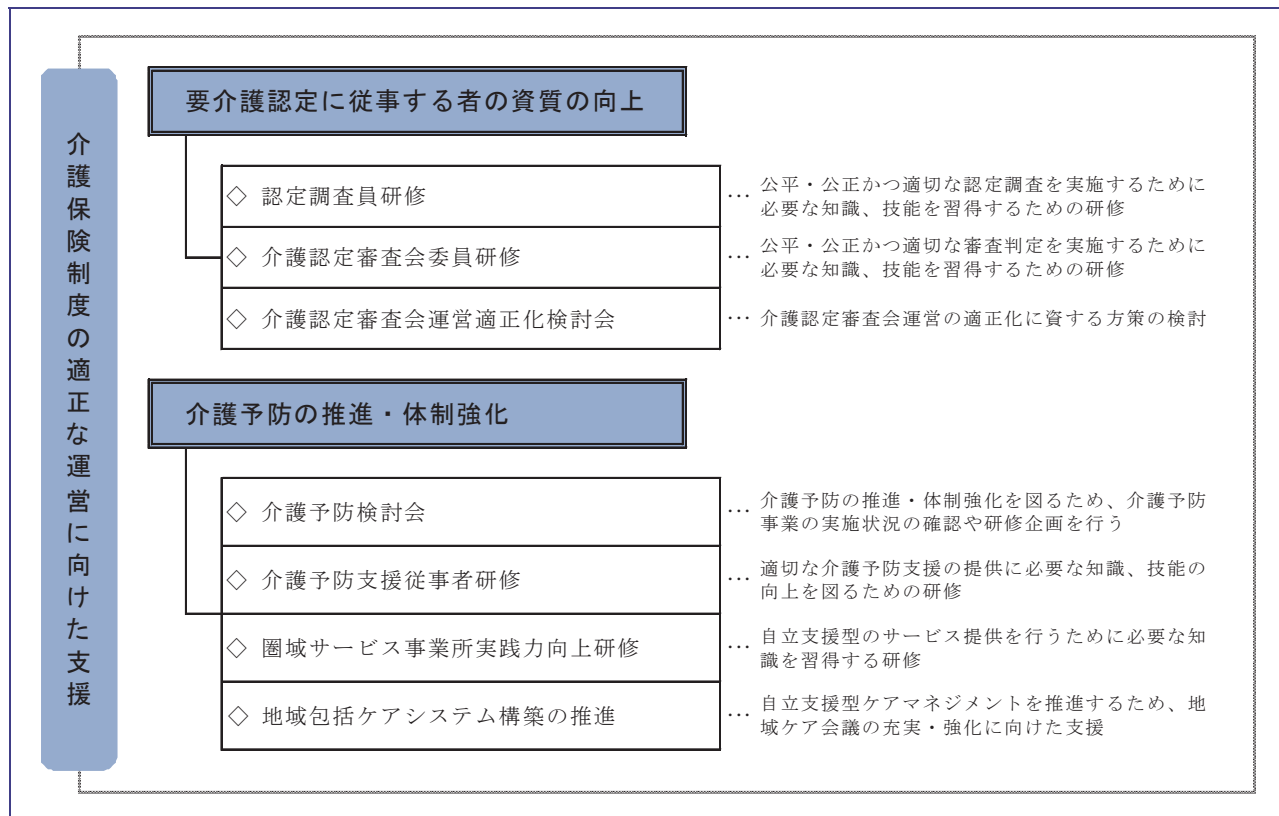 介護保険制度の適正な運営に向けた支援
要介護認定に従事する者の資質の向上
◇ 認定調査員研修
… 公平・公正かつ適切な認定調査を実施するために
必要な知識、技能を習得するための研修
◇ 介護認定審査会委員研修
… 公平・公正かつ適切な審査判定を実施するために
必要な知識、技能を習得するための研修
◇ 介護認定審査会運営適正化検討会
… 介護認定審査会運営の適正化に資する方策の検討
介護予防の推進・体制強化
◇ 介護予防検討会
… 介護予防の推進・体制強化を図るため、介護予防
事業の実施状況の確認や研修企画を行う
◇ 介護予防支援従事者研修
… 適切な介護予防支援の提供に必要な知識、技能の
向上を図るための研修
◇ 圏域サービス事業所実践力向上研修
… 自立支援型のサービス提供を行うために必要な知
識を習得する研修
◇ 地域包括ケアシステム構築の推進
… 自立支援型ケアマネジメントを推進するため、地
域ケア会議の充実・強化に向けた支援